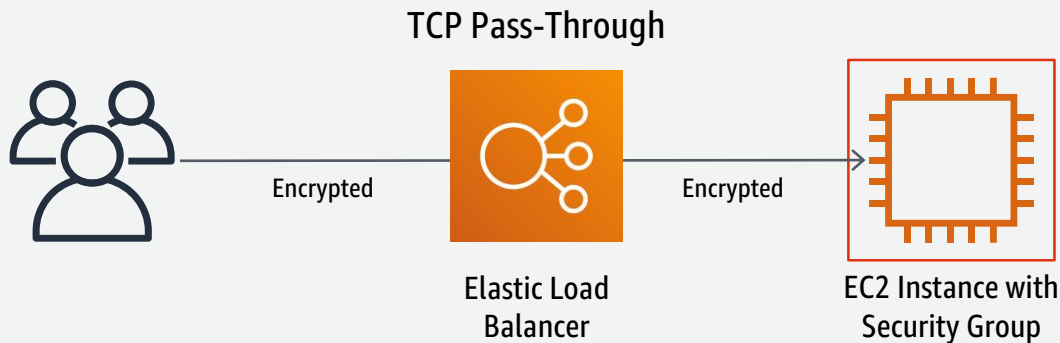 TCP Pass-Through
Encrypted
Encrypted
Elastic Load
Balancer
EC2 Instance with
Security Group